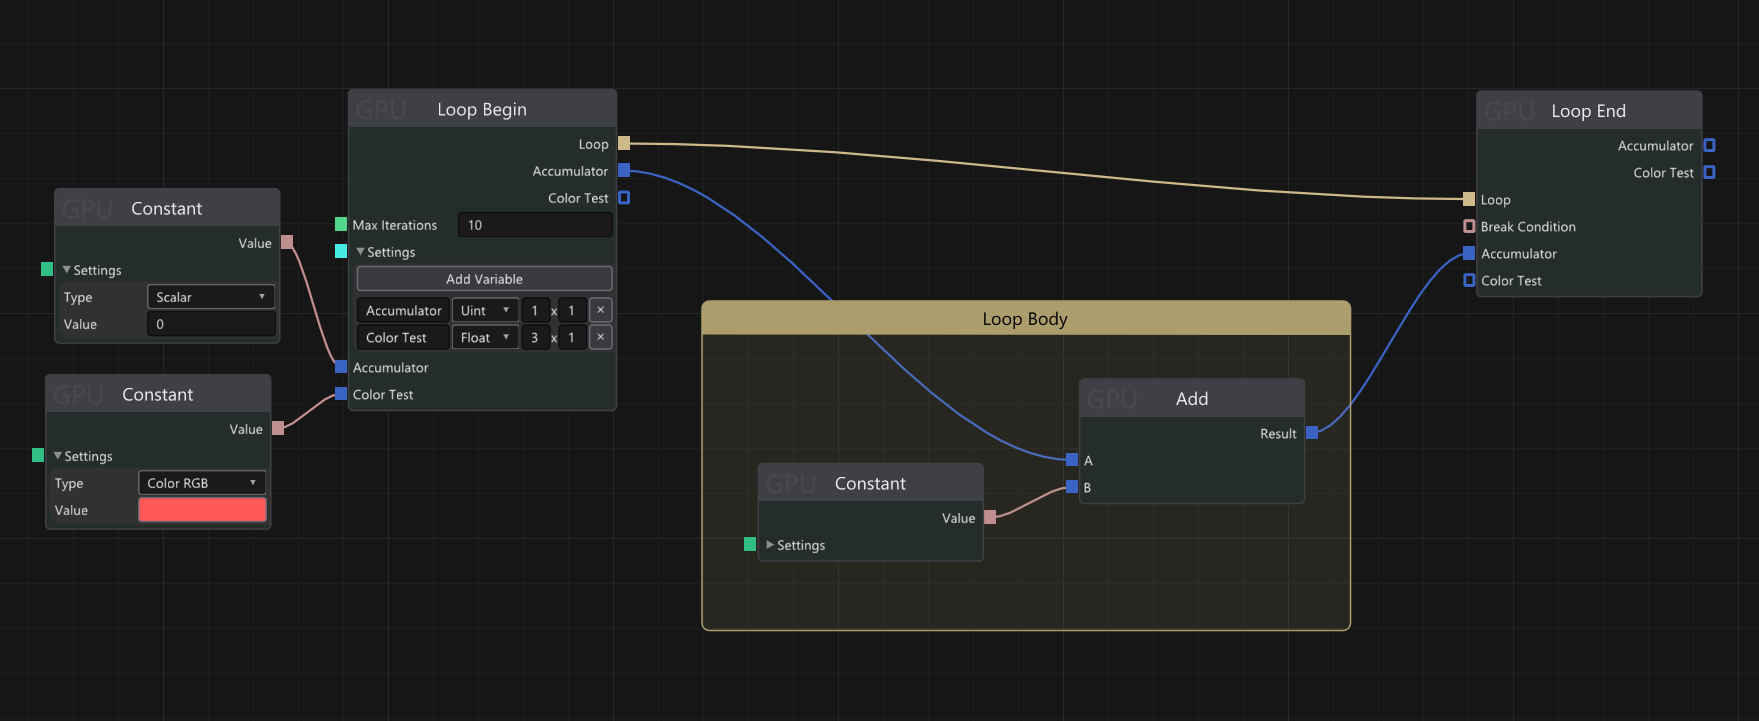 GPU Constant
Value
Settings
Type Scalar
Value 0
GPU Constant
Value
Settings
Type Color RGB
Value
GPU Loop Begin
Loop
Accumulator
Color Test
Max Iterations 10
Settings
Add Variable
Accumulator Uint 1 x 1 ×
Color Test Float 3 x 1 ×
Accumulator
Color Test
Loop Body
GPU Constant
Value
Settings
GPU Add
Result
A
B
GPU Loop End
Accumulator
Color Test
Loop
Break Condition
Accumulator
Color Test